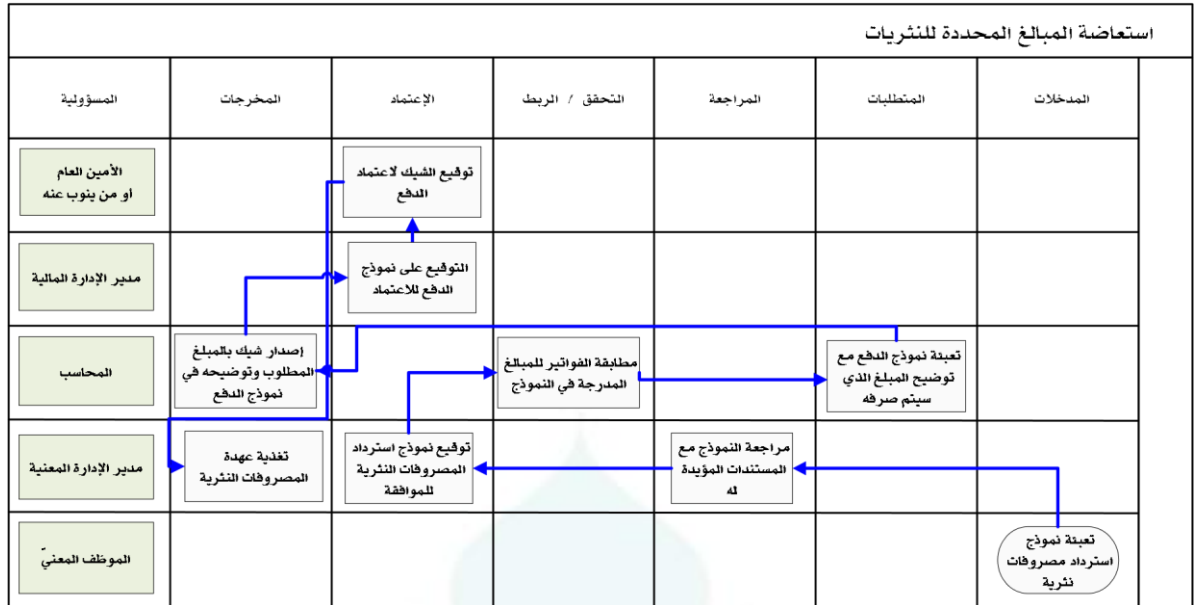 استعاضة المبالغ المحددة للنثريات
المدخلات
المتطلبات
المراجعة
التحقق / الربط
الإعتماد
المخرجات
المسؤولية
توقيع الشيك لاعتماد
الدفع
الأمين العام
او من ينوب عنه
التوقيع على نموذج
الدفع للاعتماد
مدير الإدارة المالية
تعبئة نموذج الدفع مع
توضيح المبلغ الذي
سيتم صرفه
مطابقة الفواتير للمبالغ
المدرجة في النموذج
إصدار شيك بالمبلغ
المطلوب وتوضيحه في
نموذج الدفع
المحاسب
مراجعة النموذج مع
المستندات المؤيدة
له
توقيع نموذج استرداد
المصروفات النثرية
للموافقة
تغذية عهدة
المصروفات النثرية
مدير الإدارة المعنية
تعبئة نموذج
استرداد مصروفات
نثرية
الموظف المعنيّ